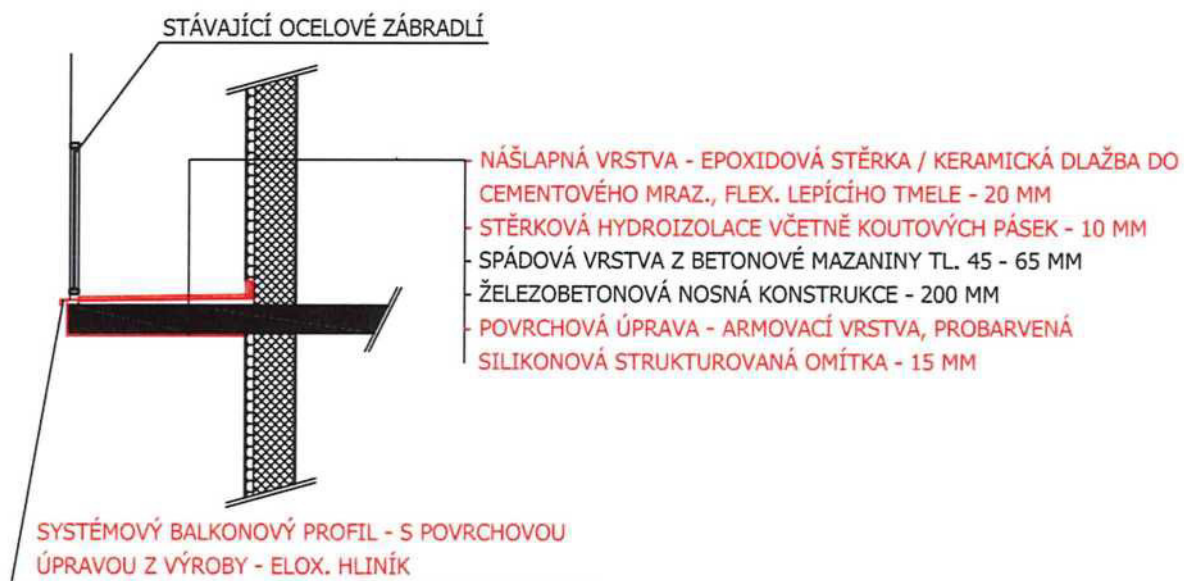 STÁVAJÍCÍ OCELOVÉ ZÁBRADLÍ
NÁŠLAPNÁ VRSTVA - EPOXIDOVÁ STĚRKA / KERAMICKÁ DLAŽBA DO
CEMENTOVÉHO MRAZ., FLEX. LEPÍCÍHO TMELE - 20 MM
STĚRKOVÁ HYDROIZOLACE VČETNĚ KOUTOVÝCH PÁSEK - 10 MM
SPÁDOVÁ VRSTVA Z BETONOVÉ MAZANINY TL. 45 - 65 MM
ŽELEZOBETONOVÁ NOSNÁ KONSTRUKCE - 200 MM
POVRCHOVÁ ÚPRAVA - ARMOVACÍ VRSTVA, PROBARVENÁ
SILIKONOVÁ STRUKTUROVANÁ OMÍTKA - 15 MM
SYSTÉMOVÝ BALKONOVÝ PROFIL - S POVRCHOVOU
ÚPRAVOU Z VÝROBY - ELOX. HLINÍK